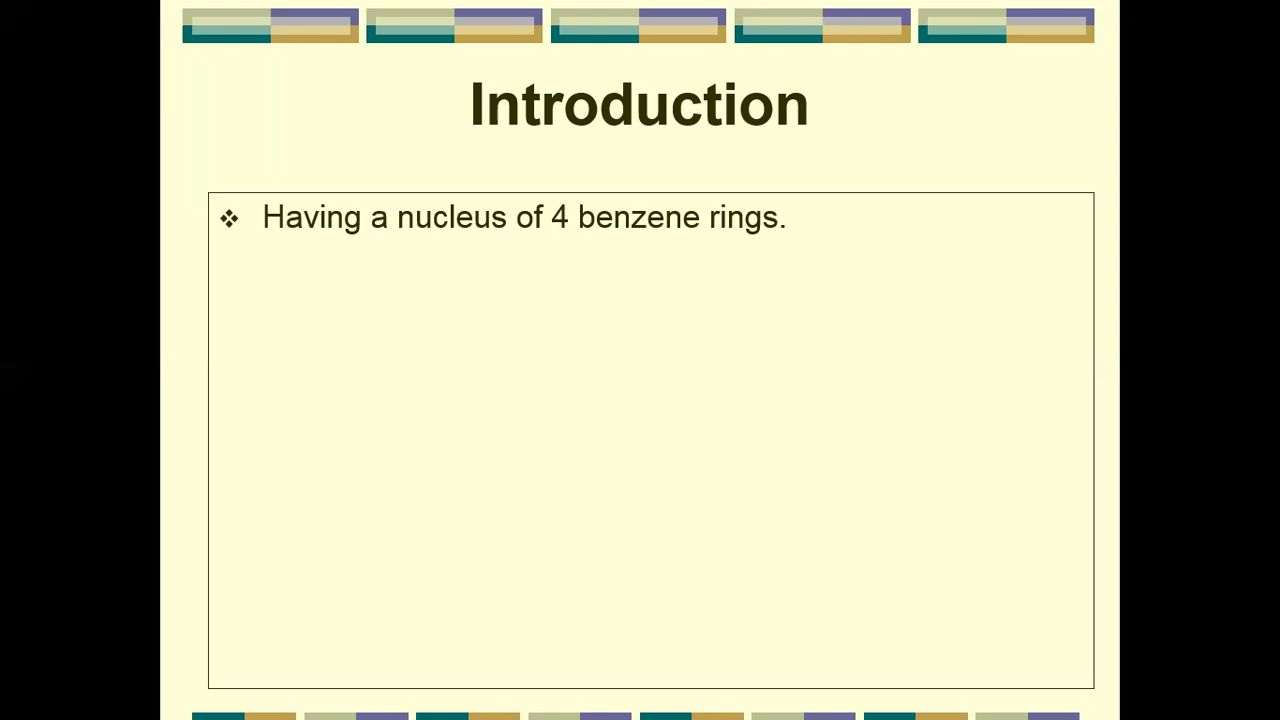 Introduction
❖ Having a nucleus of 4 benzene rings.